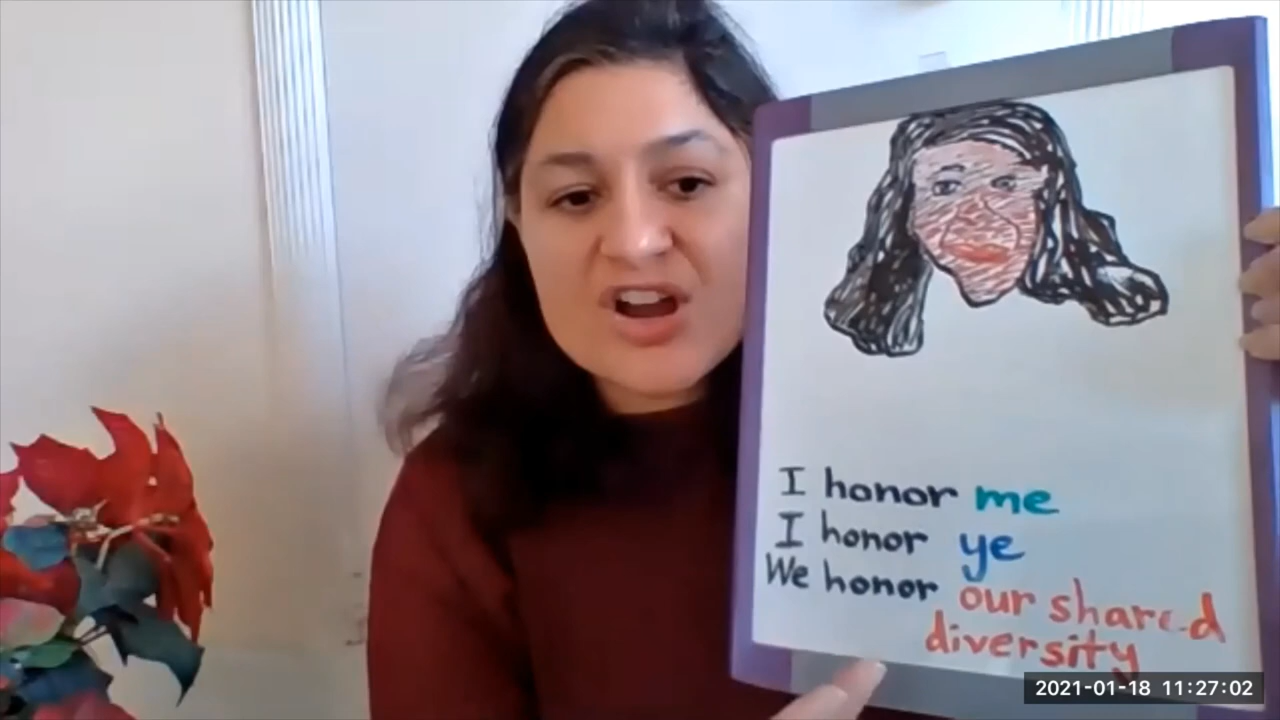 I honor me
I honor ye
We honor our shared
diversity
2021-01-18 11:27:02